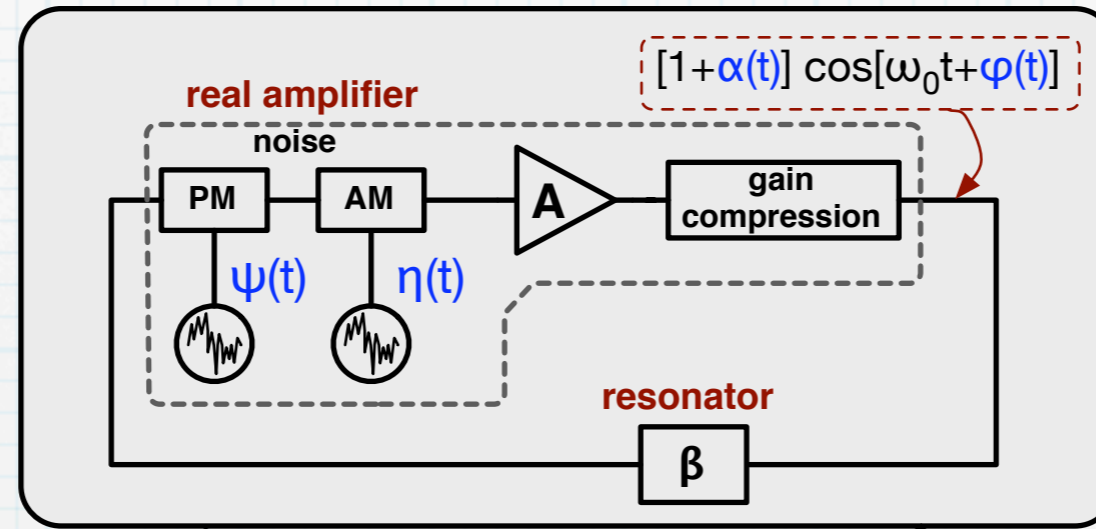 [1+α(t)] cos[ω₀t+φ(t)]
real amplifier
noise
PM
AM
A
gain
compression
ψ(t)
η(t)
resonator
β